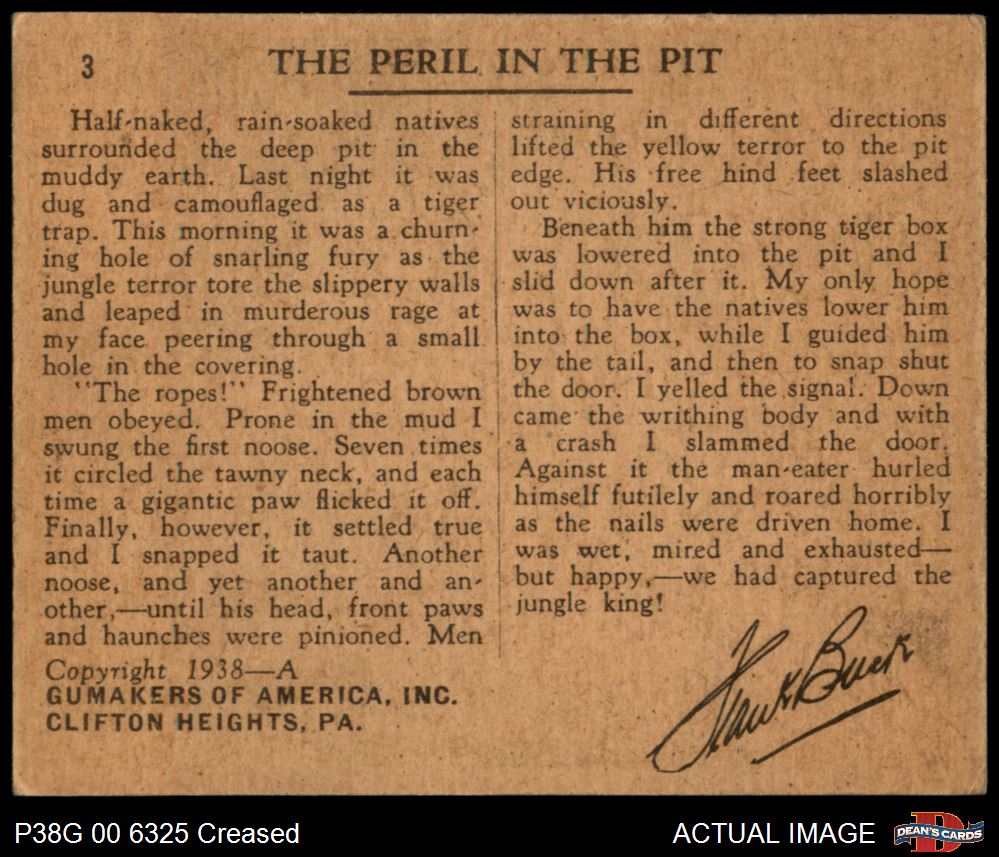 3
THE PERIL IN THE PIT
Half-naked, rain-soaked natives
surrounded the deep pit in the
muddy earth. Last night it was
dug and camouflaged as a tiger
trap. This morning it was a churn-
ing hole of snarling fury as the
jungle terror tore the slippery walls
and leaped in murderous rage at
my face peering through a small
hole in the covering.
"The ropes!" Frightened brown
men obeyed. Prone in the mud I
swung the first noose. Seven times
it circled the tawny neck, and each
time a gigantic paw flicked it off.
Finally, however, it settled true
and I snapped it taut. Another
noose, and yet another and an-
other,—until his head, front paws
and haunches were pinioned. Men
straining in different directions
lifted the yellow terror to the pit
edge. His free hind feet slashed
out viciously.
Beneath him the strong tiger box
was lowered into the pit and I
slid down after it. My only hope
was to have the natives lower him
into the box, while I guided him
by the tail, and then to snap shut
the door. I yelled the signal. Down
came the writhing body and with
a crash I slammed the door.
Against it the man-eater hurled
himself futilely and roared horribly
as the nails were driven home. I
was wet, mired and exhausted—
but happy,—we had captured the
jungle king!
Copyright 1938—A
GUMAKERS OF AMERICA, INC.
CLIFTON HEIGHTS, PA.
Frank Buck
P38G 00 6325 Creased
ACTUAL IMAGE
D
DEAN'S CARDS